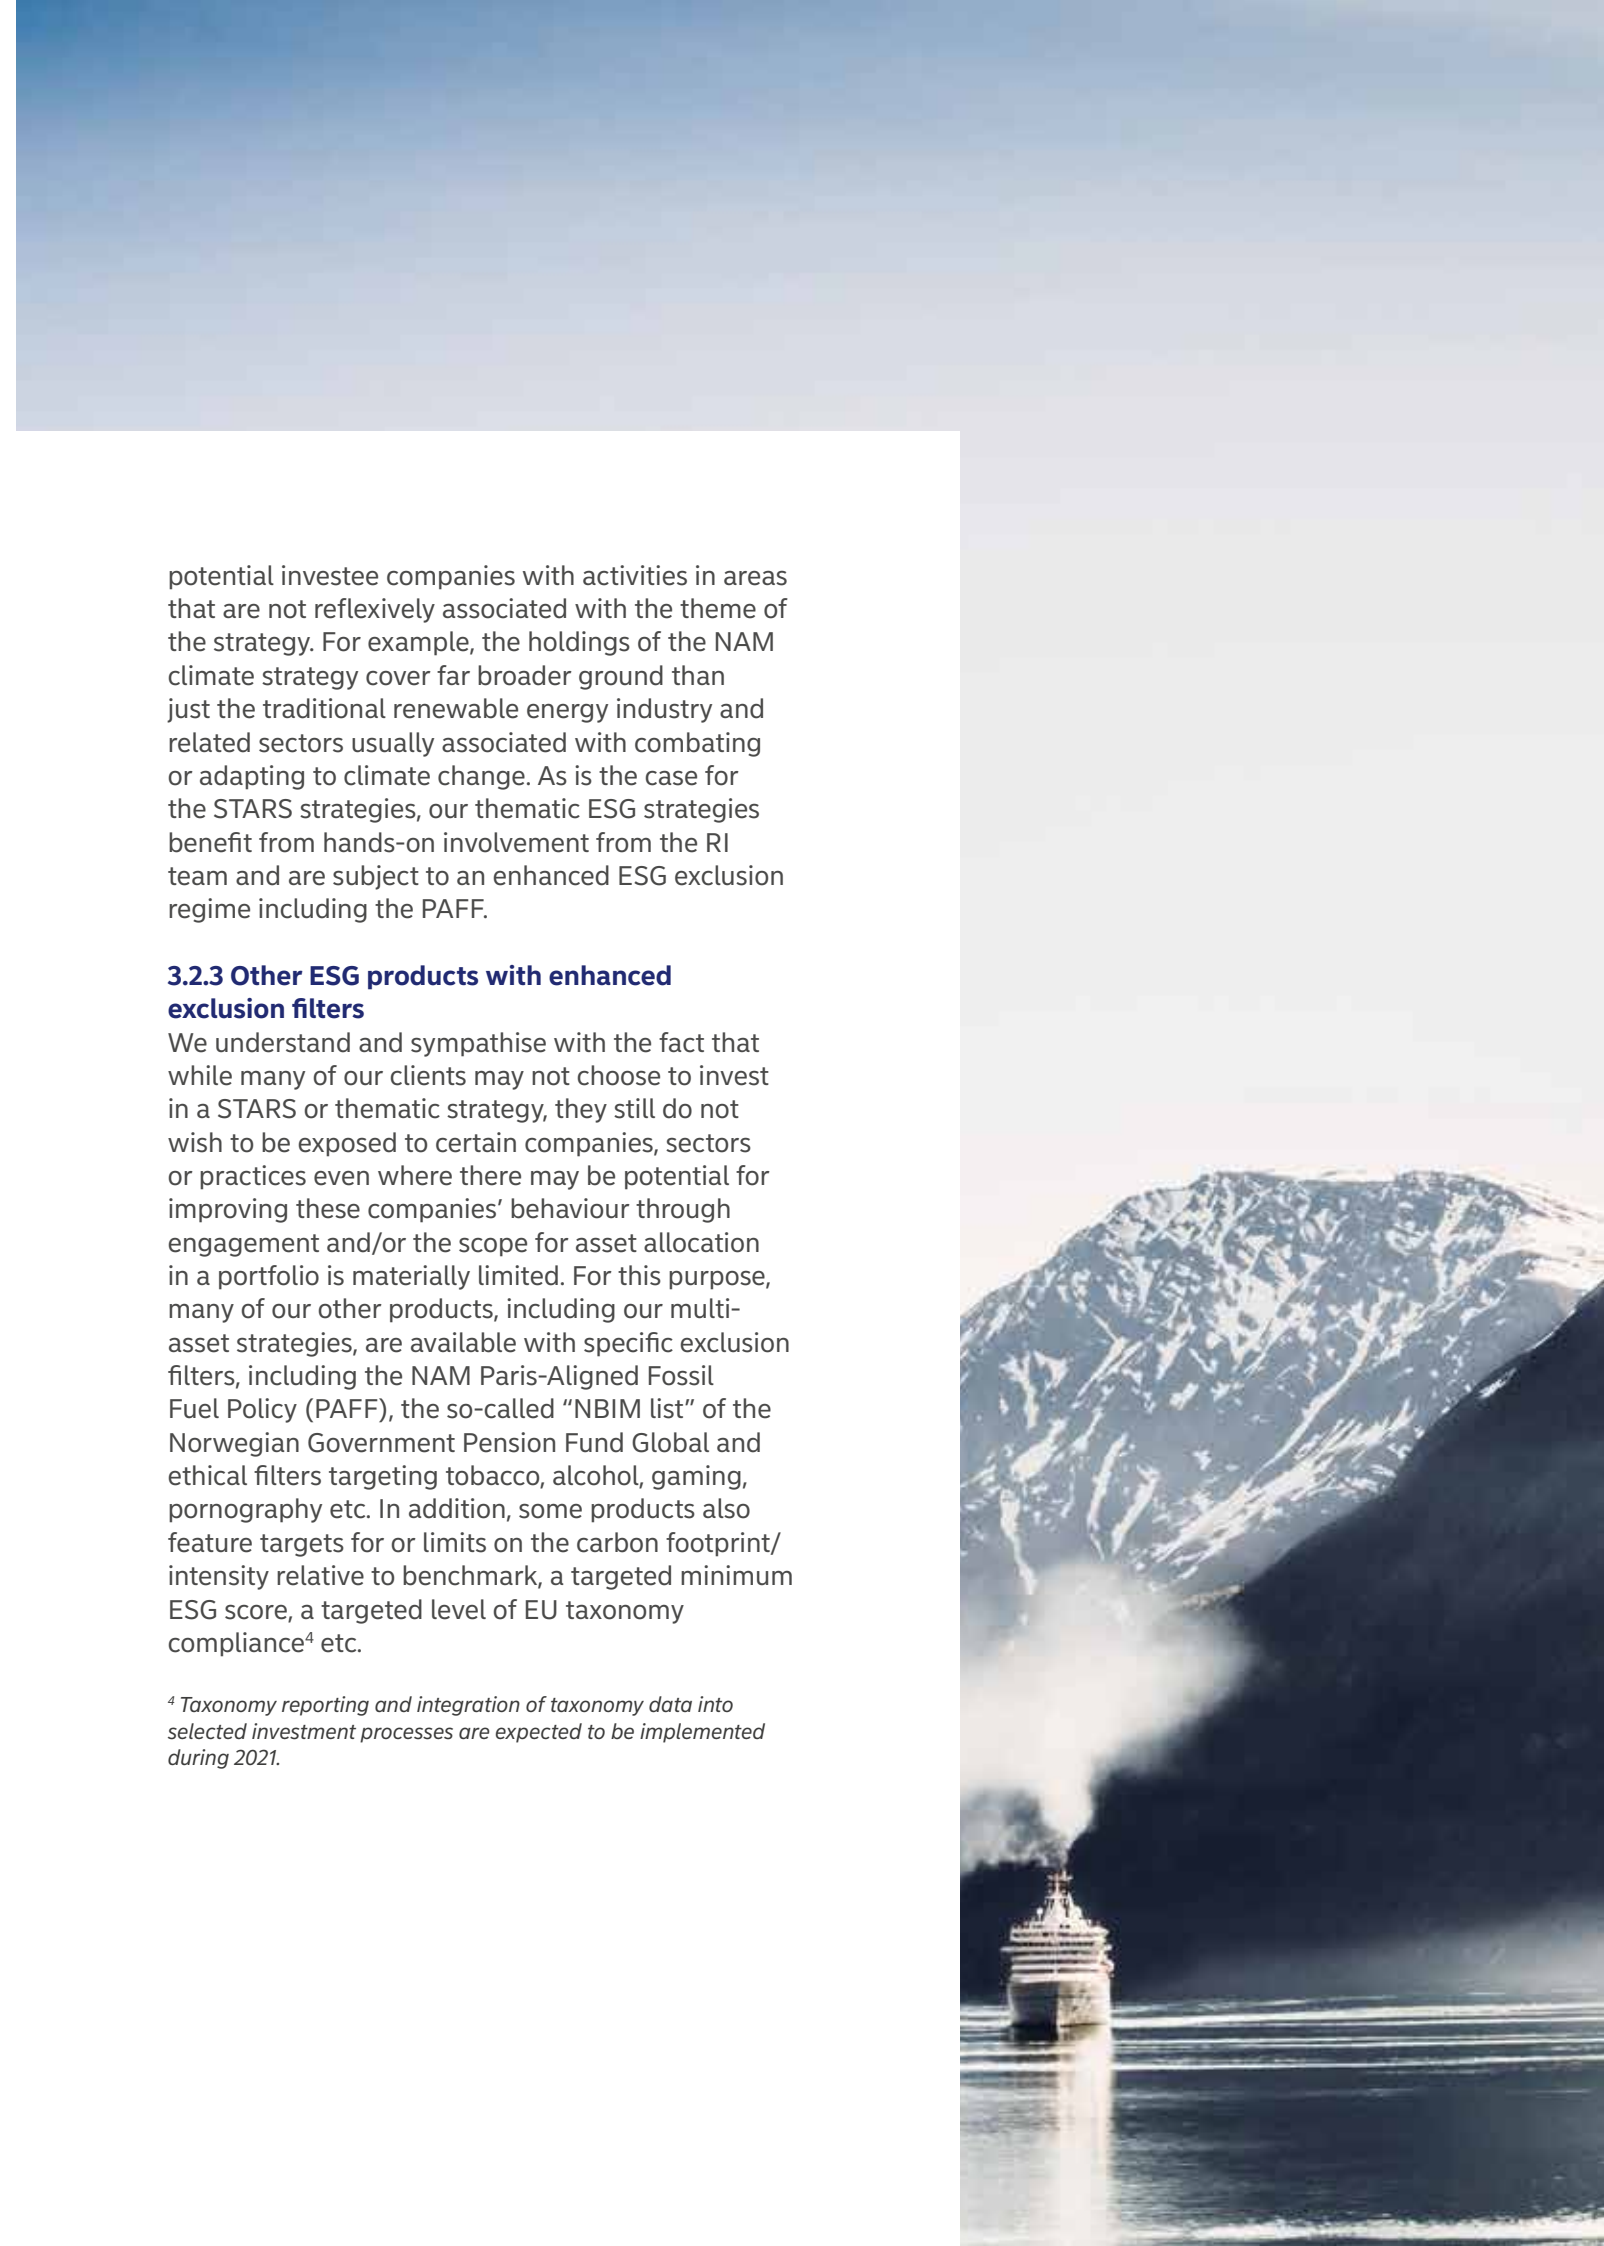 potential investee companies with activities in areas
that are not reflexively associated with the theme of
the strategy. For example, the holdings of the NAM
climate strategy cover far broader ground than
just the traditional renewable energy industry and
related sectors usually associated with combating
or adapting to climate change. As is the case for
the STARS strategies, our thematic ESG strategies
benefit from hands-on involvement from the RI
team and are subject to an enhanced ESG exclusion
regime including the PAFF.
3.2.3 Other ESG products with enhanced
exclusion filters
We understand and sympathise with the fact that
while many of our clients may not choose to invest
in a STARS or thematic strategy, they still do not
wish to be exposed to certain companies, sectors
or practices even where there may be potential for
improving these companies’ behaviour through
engagement and/or the scope for asset allocation
in a portfolio is materially limited. For this purpose,
many of our other products, including our multi-
asset strategies, are available with specific exclusion
filters, including the NAM Paris-Aligned Fossil
Fuel Policy (PAFF), the so-called “NBIM list” of the
Norwegian Government Pension Fund Global and
ethical filters targeting tobacco, alcohol, gaming,
pornography etc. In addition, some products also
feature targets for or limits on the carbon footprint/
intensity relative to benchmark, a targeted minimum
ESG score, a targeted level of EU taxonomy
compliance⁴ etc.
⁴ Taxonomy reporting and integration of taxonomy data into
selected investment processes are expected to be implemented
during 2021.